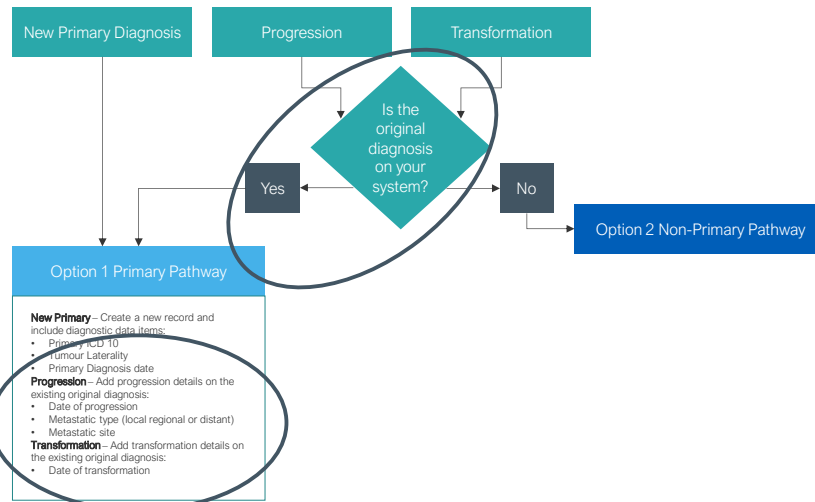 New Primary Diagnosis
Progression
Transformation
Is the
original
diagnosis
on your
system?
Yes
No
Option 2 Non-Primary Pathway
Option 1 Primary Pathway
New Primary – Create a new record and
include diagnostic data items:
• Primary ICD 10
• Tumour Laterality
• Primary Diagnosis date
Progression – Add progression details on the
existing original diagnosis:
• Date of progression
• Metastatic type (local regional or distant)
• Metastatic site
Transformation – Add transformation details on
the existing original diagnosis:
• Date of transformation